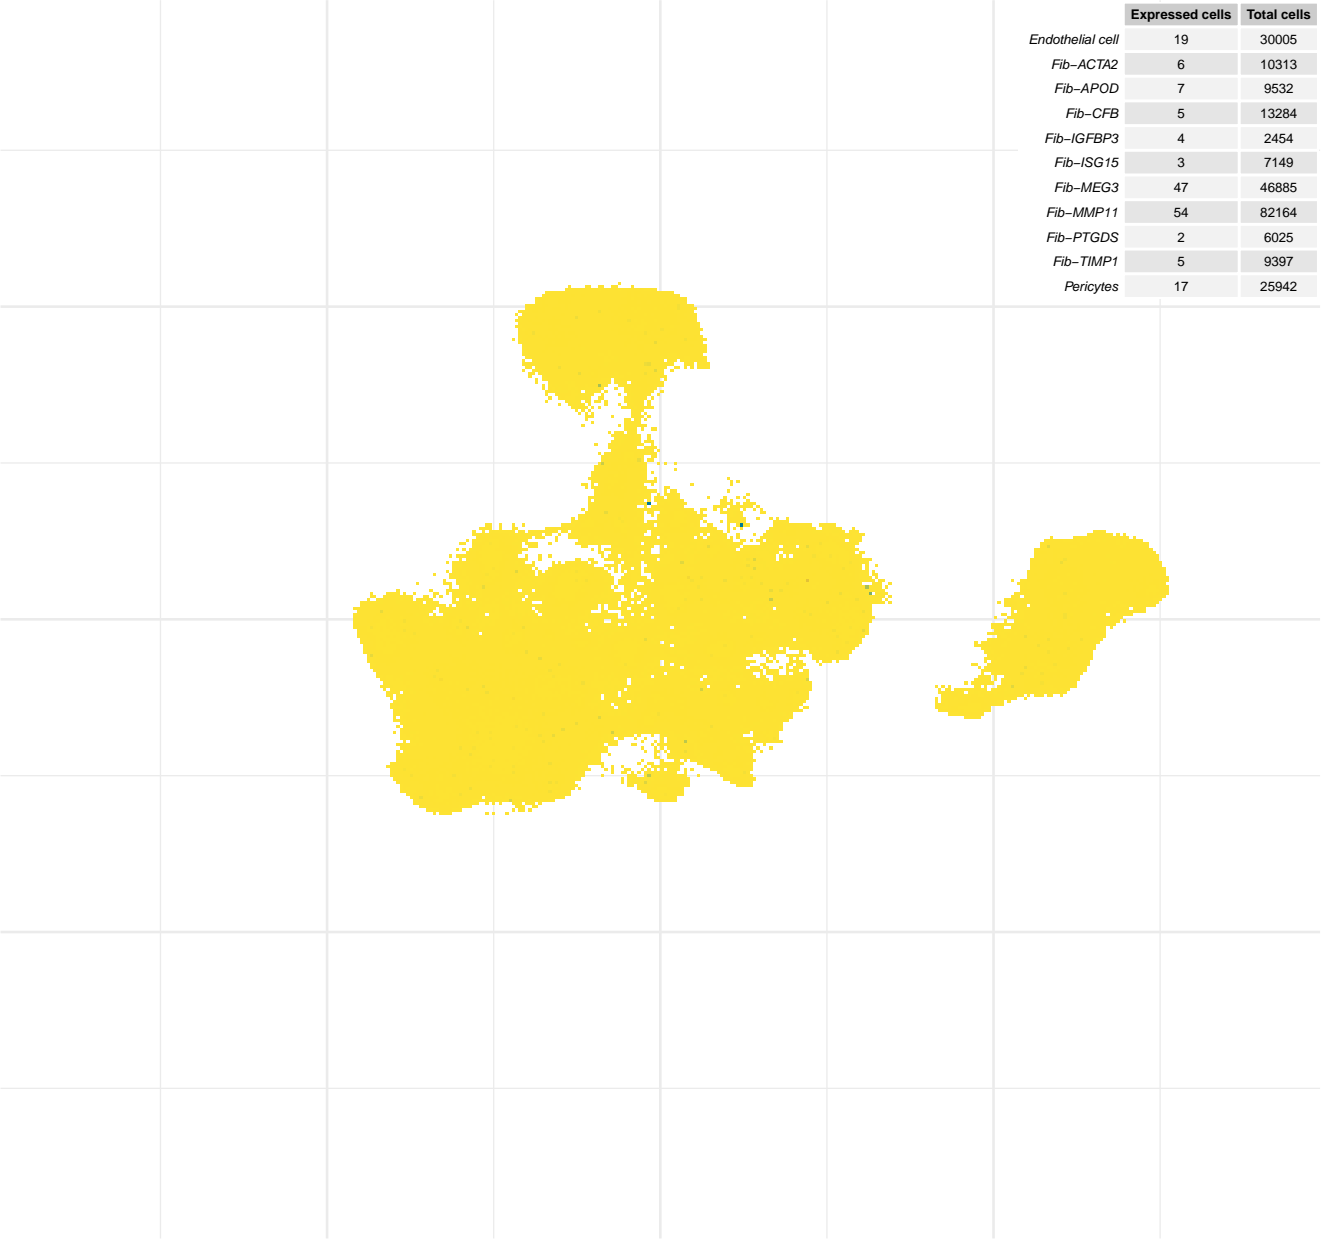 Expressed cells Total cells
Endothelial cell 19 30005
Fib−ACTA2 6 10313
Fib−APOD 7 9532
Fib−CFB 5 13284
Fib−IGFBP3 4 2454
Fib−ISG15 3 7149
Fib−MEG3 47 46885
Fib−MMP11 54 82164
Fib−PTGDS 2 6025
Fib−TIMP1 5 9397
Pericytes 17 25942